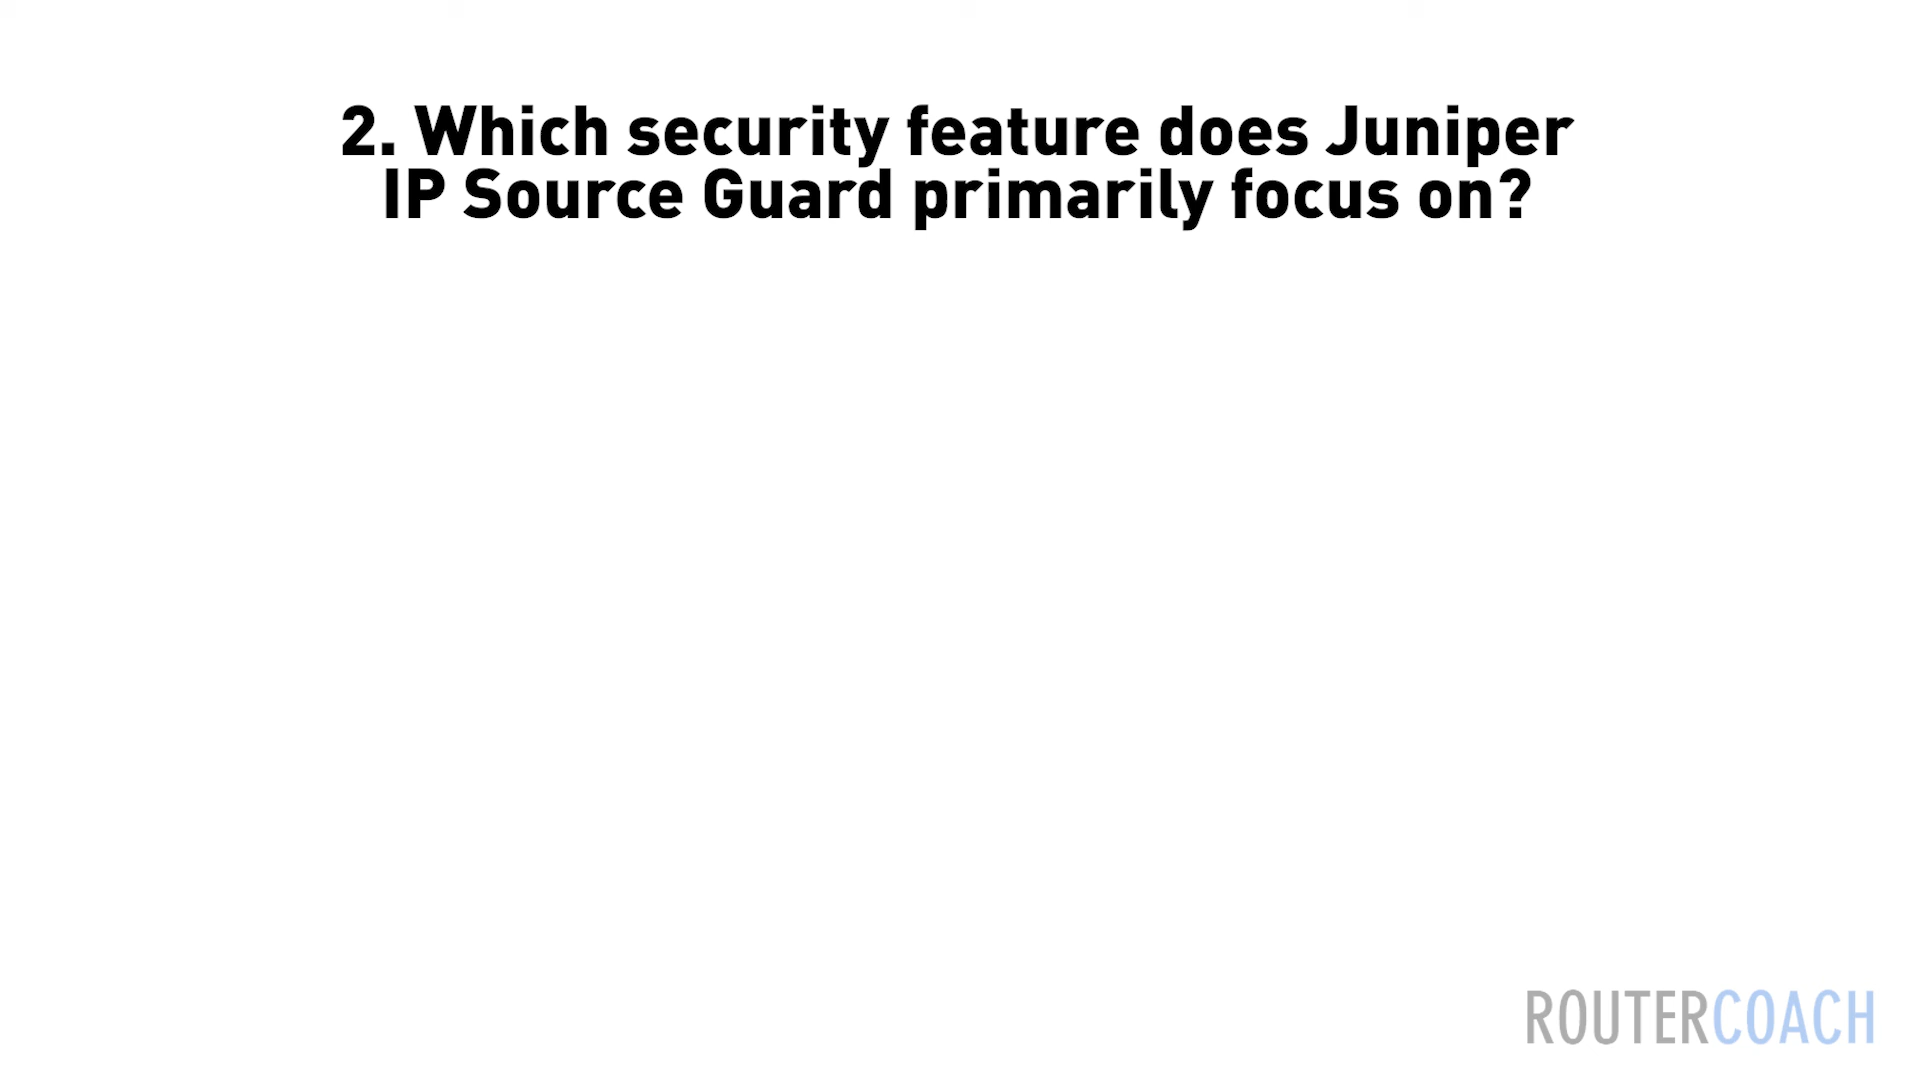 2. Which security feature does Juniper
IP Source Guard primarily focus on?
ROUTERCOACH